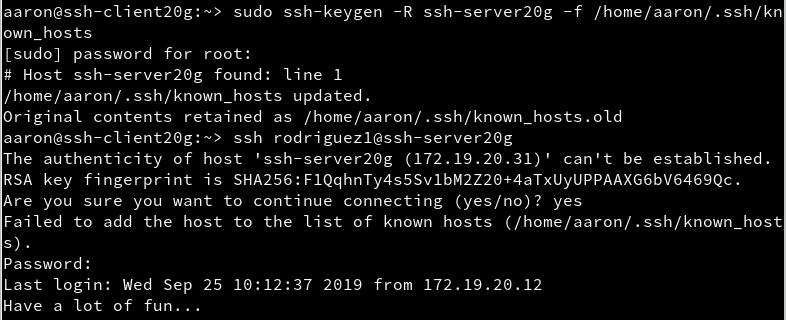 aaron@ssh-client20g:~> sudo ssh-keygen -R ssh-server20g -f /home/aaron/.ssh/kn
own_hosts
[sudo] password for root:
# Host ssh-server20g found: line 1
/home/aaron/.ssh/known_hosts updated.
Original contents retained as /home/aaron/.ssh/known_hosts.old
aaron@ssh-client20g:~> ssh rodriguez1@ssh-server20g
The authenticity of host 'ssh-server20g (172.19.20.31)' can't be established.
RSA key fingerprint is SHA256:F1QqhnTy4s5Sv1bM2Z20+4aTxUyUPPAAXG6bV6469Qc.
Are you sure you want to continue connecting (yes/no)? yes
Failed to add the host to the list of known hosts (/home/aaron/.ssh/known_host
s).
Password:
Last login: Wed Sep 25 10:12:37 2019 from 172.19.20.12
Have a lot of fun...